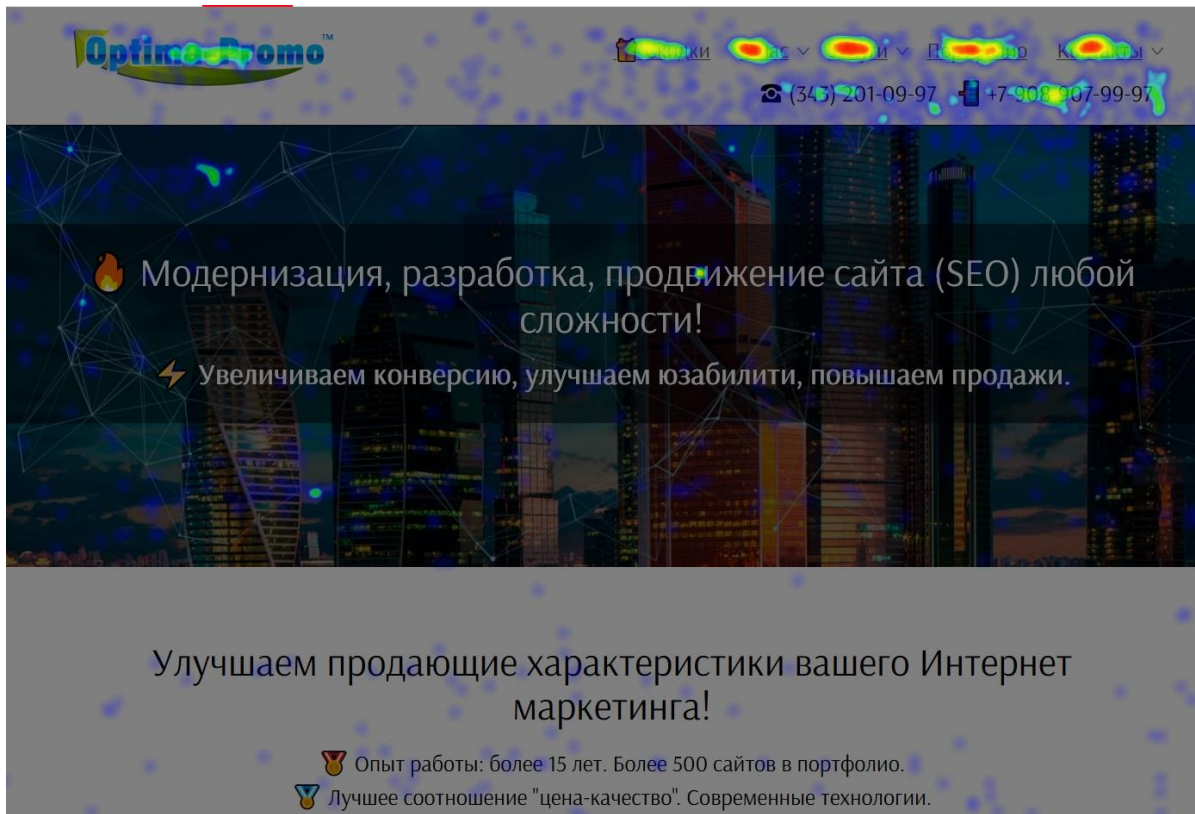 Optima-Promo™
(343) 201-09-97 +7-908-907-99-97
Модернизация, разработка, продвижение сайта (SEO) любой
сложности!
Увеличиваем конверсию, улучшаем юзабилити, повышаем продажи.
Улучшаем продающие характеристики вашего Интернет
маркетинга!
Опыт работы: более 15 лет. Более 500 сайтов в портфолио.
Лучшее соотношение "цена-качество". Современные технологии.